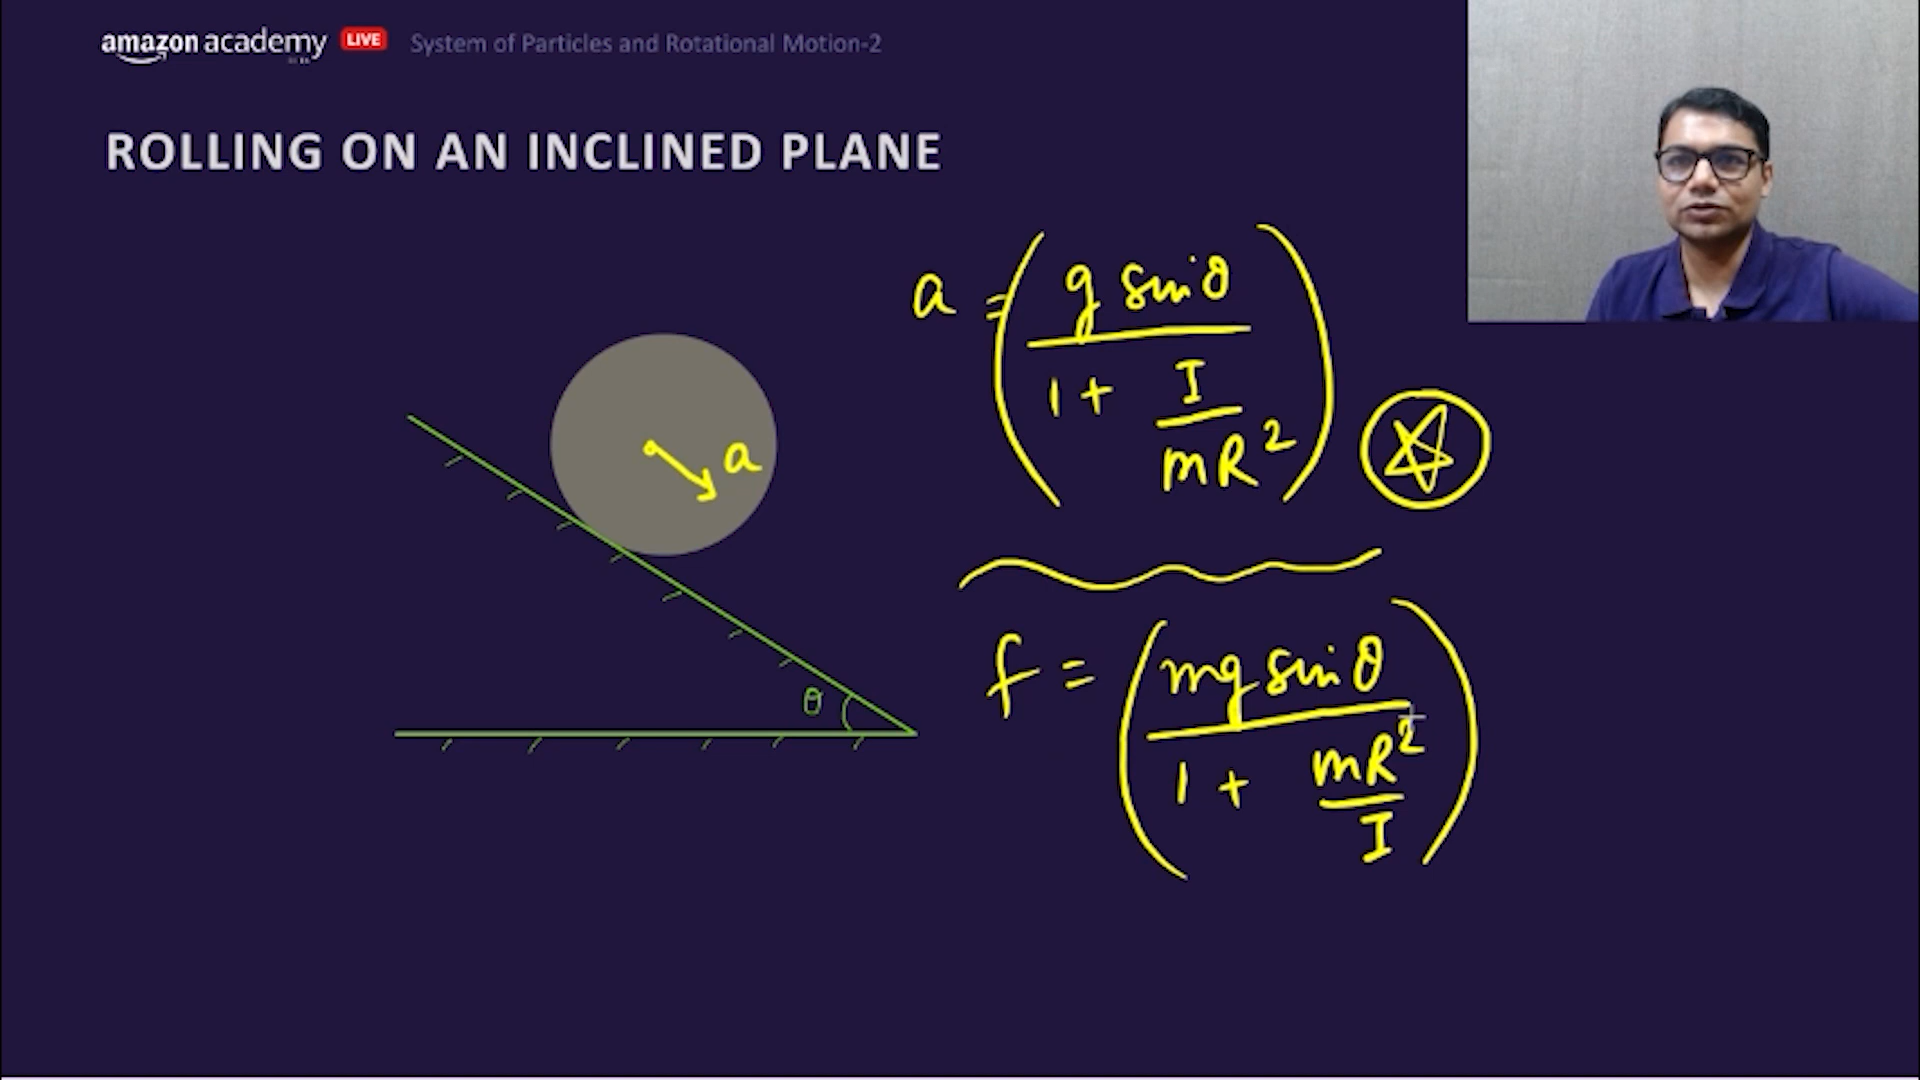 amazon academy LIVE System of Particles and Rotational Motion-2
ROLLING ON AN INCLINED PLANE
a = ( g sin θ / 1 + I / mR² )
a
f = ( mg sin θ / 1 + mR² / I )
θ